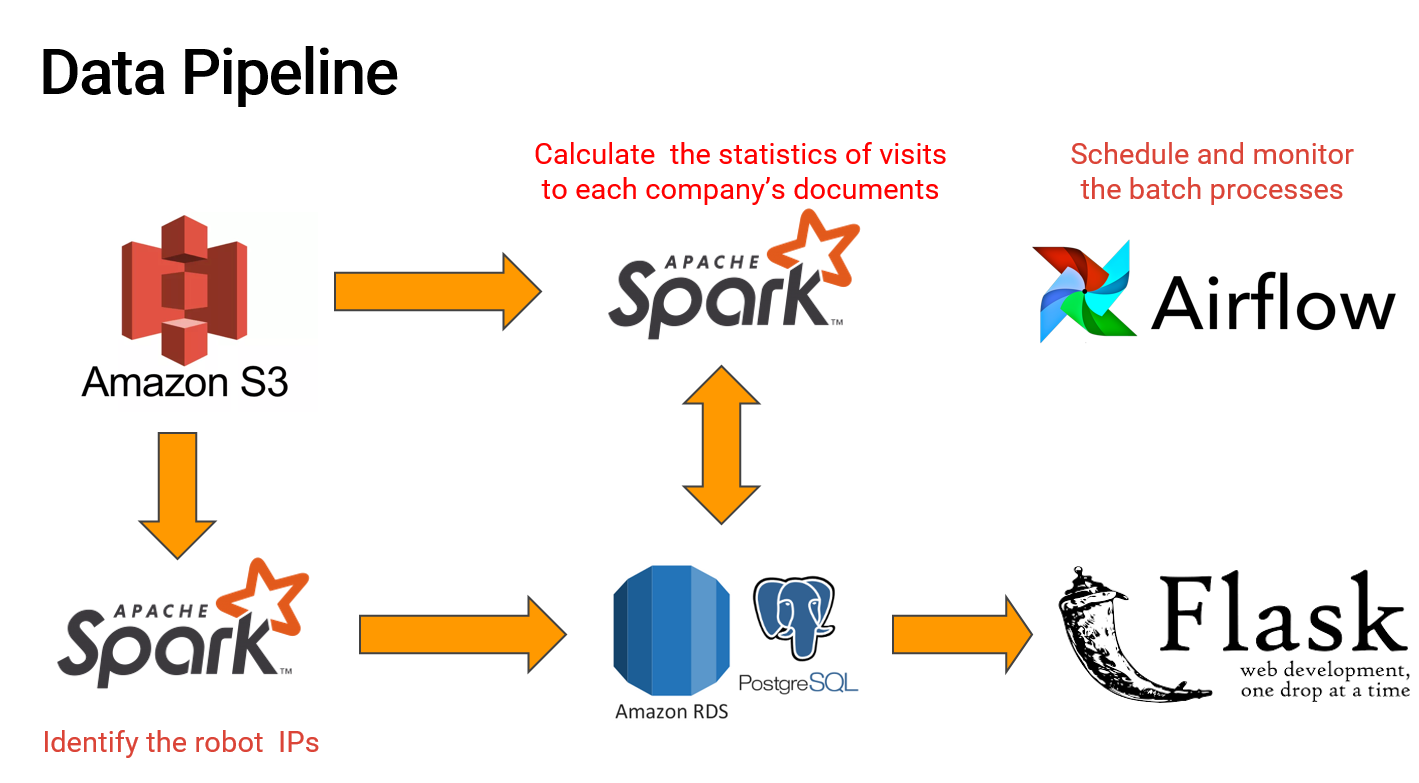 Data Pipeline
Calculate  the statistics of visits
to each company's documents
Schedule and monitor
the batch processes
Amazon S3
APACHE
Spark™
Airflow
APACHE
Spark™
Identify the robot  IPs
Amazon RDS
PostgreSQL
Flask
web development,
one drop at a time